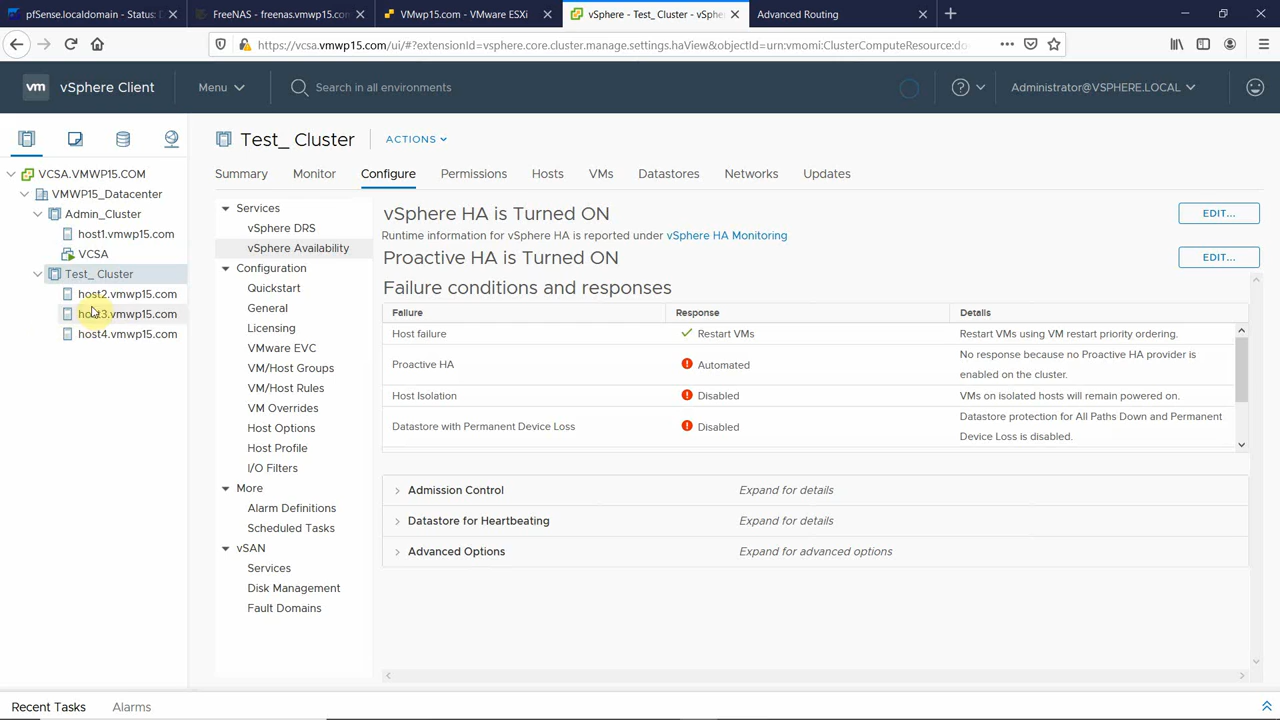 pfSense.localdomain - Status: D
FreeNAS - freenas.vmwp15.com
VMwp15.com - VMware ESXi
vSphere - Test_ Cluster - vSphe
Advanced Routing
https://vcsa.vmwp15.com/ui/#?extensionId=vsphere.core.cluster.manage.settings.haView&objectId=urn:vmomi:ClusterComputeResource:do
vm vSphere Client
Menu
Search in all environments
Administrator@VSPHERE.LOCAL
VCSA.VMWP15.COM
VMWP15_Datacenter
Admin_Cluster
host1.vmwp15.com
VCSA
Test_ Cluster
host2.vmwp15.com
host3.vmwp15.com
host4.vmwp15.com
Test_ Cluster
ACTIONS
Summary
Monitor
Configure
Permissions
Hosts
VMs
Datastores
Networks
Updates
Services
vSphere DRS
vSphere Availability
Configuration
Quickstart
General
Licensing
VMware EVC
VM/Host Groups
VM/Host Rules
VM Overrides
Host Options
Host Profile
I/O Filters
More
Alarm Definitions
Scheduled Tasks
vSAN
Services
Disk Management
Fault Domains
vSphere HA is Turned ON
EDIT...
Runtime information for vSphere HA is reported under vSphere HA Monitoring
Proactive HA is Turned ON
EDIT...
Failure conditions and responses
Failure Response Details
Host failure Restart VMs Restart VMs using VM restart priority ordering.
Proactive HA Automated No response because no Proactive HA provider is
enabled on the cluster.
Host Isolation Disabled VMs on isolated hosts will remain powered on.
Datastore with Permanent Device Loss Disabled Datastore protection for All Paths Down and Permanent
Device Loss is disabled.
Admission Control Expand for details
Datastore for Heartbeating Expand for details
Advanced Options Expand for advanced options
Recent Tasks
Alarms